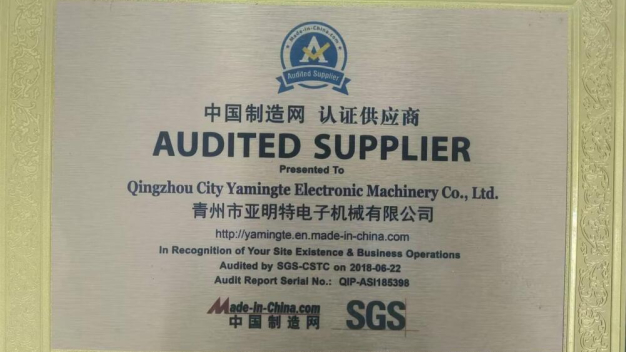 Made-in-China.com
Audited Supplier
中国制造网 认证供应商
AUDITED SUPPLIER
Presented To
Qingzhou City Yamingte Electronic Machinery Co., Ltd.
青州市亚明特电子机械有限公司
http://yamingte.en.made-in-china.com
In Recognition of Your Site Existence & Business Operations
Audited by SGS-CSTC on 2018-06-22
Audit Report Serial No.: QIP-ASI185398
Made-in-China.com
中国制造网
SGS